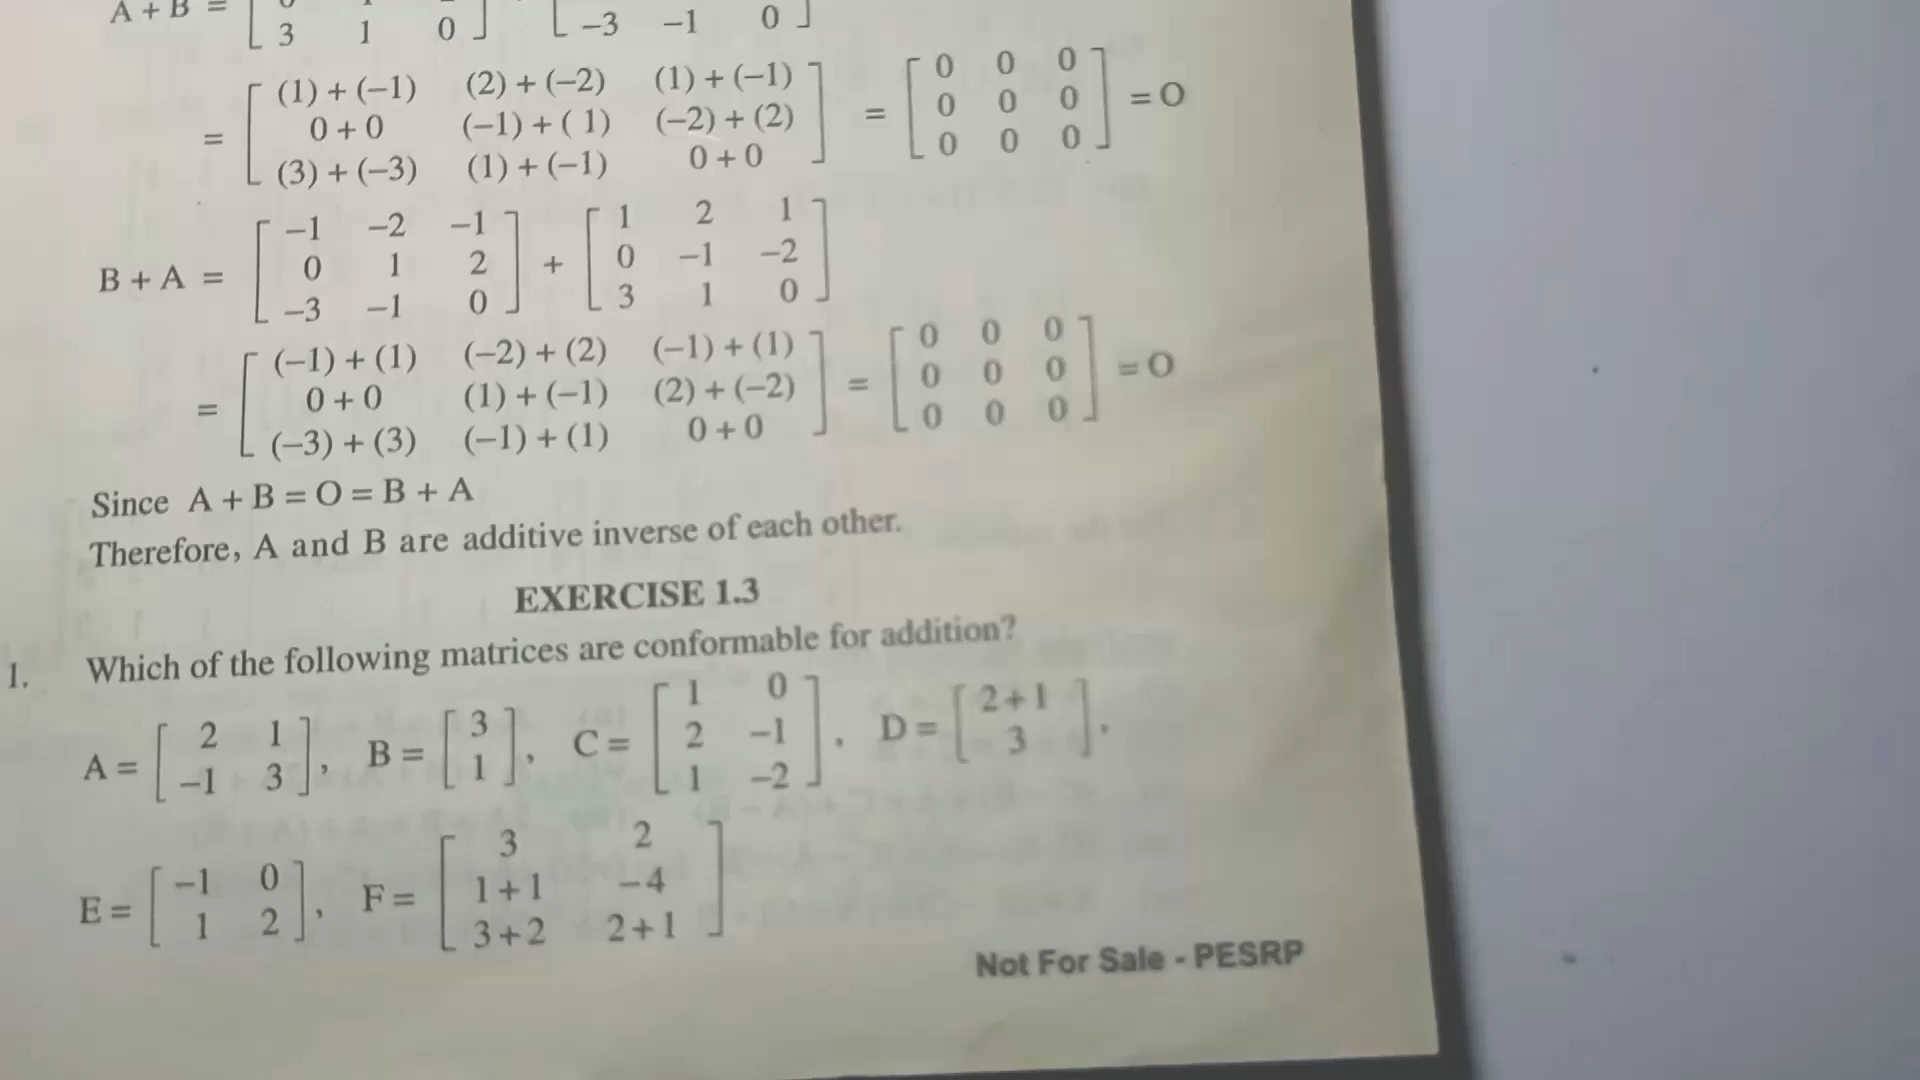 A + B =
3 1 0 -3 -1 0
= [ (1) + (−1) (2) + (−2) (1) + (−1) ] = [ 0 0 0 ] = O
0 + 0 (−1) + ( 1) (−2) + (2) 0 0 0
(3) + (−3) (1) + (−1) 0 + 0 0 0 0
B + A = [ −1 −2 −1 ] + [ 1 2 1 ]
0 1 2 0 −1 −2
−3 −1 0 3 1 0
= [ (−1) + (1) (−2) + (2) (−1) + (1) ] = [ 0 0 0 ] = O
0 + 0 (1) + (−1) (2) + (−2) 0 0 0
(−3) + (3) (−1) + (1) 0 + 0 0 0 0
Since A + B = O = B + A
Therefore, A and B are additive inverse of each other.
EXERCISE 1.3
1. Which of the following matrices are conformable for addition?
A = [ 2 1 ], B = [ 3 ], C = [ 1 0 ], D = [ 2+1 ],
−1 3 1 2 −1 3
1 −2
E = [ −1 0 ], F = [ 3 2 ]
1 2 1+1 −4
3+2 2+1
Not For Sale - PESRP